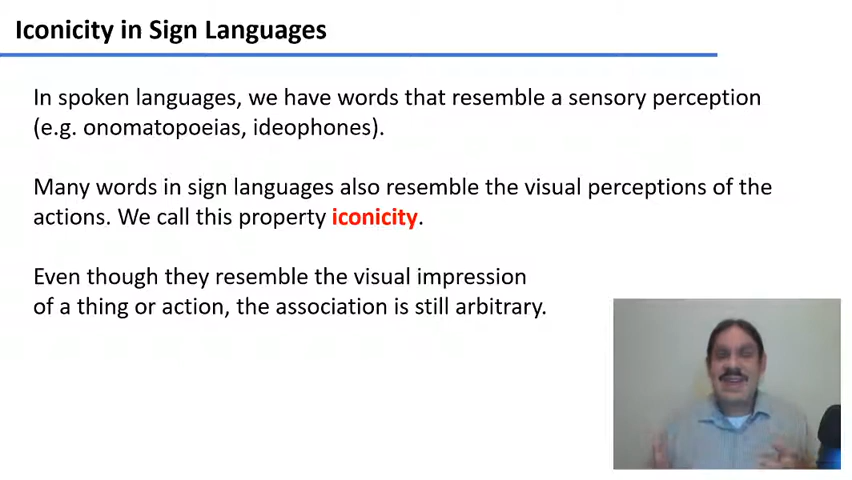 Iconicity in Sign Languages
In spoken languages, we have words that resemble a sensory perception
(e.g. onomatopoeias, ideophones).
Many words in sign languages also resemble the visual perceptions of the
actions. We call this property iconicity.
Even though they resemble the visual impression
of a thing or action, the association is still arbitrary.